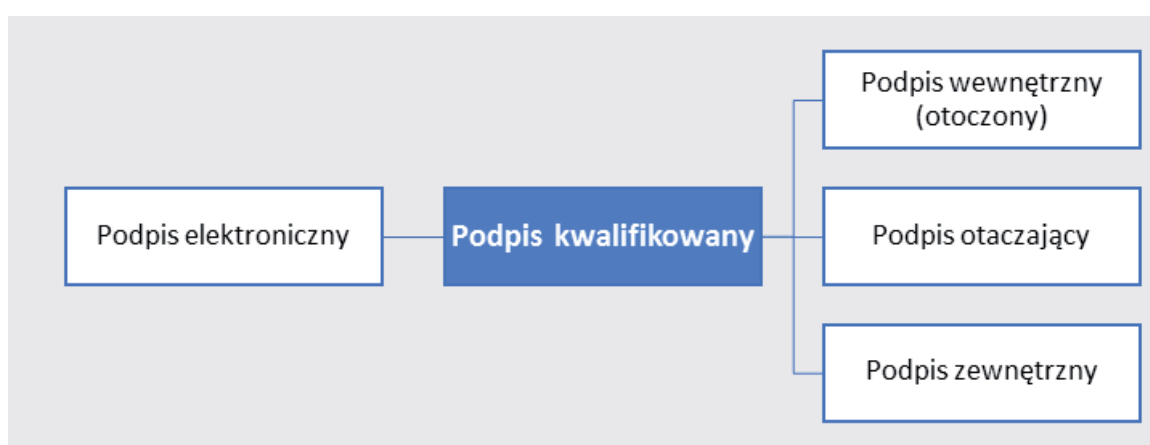 Podpis elektroniczny
Podpis kwalifikowany
Podpis wewnętrzny
(otoczony)
Podpis otaczający
Podpis zewnętrzny